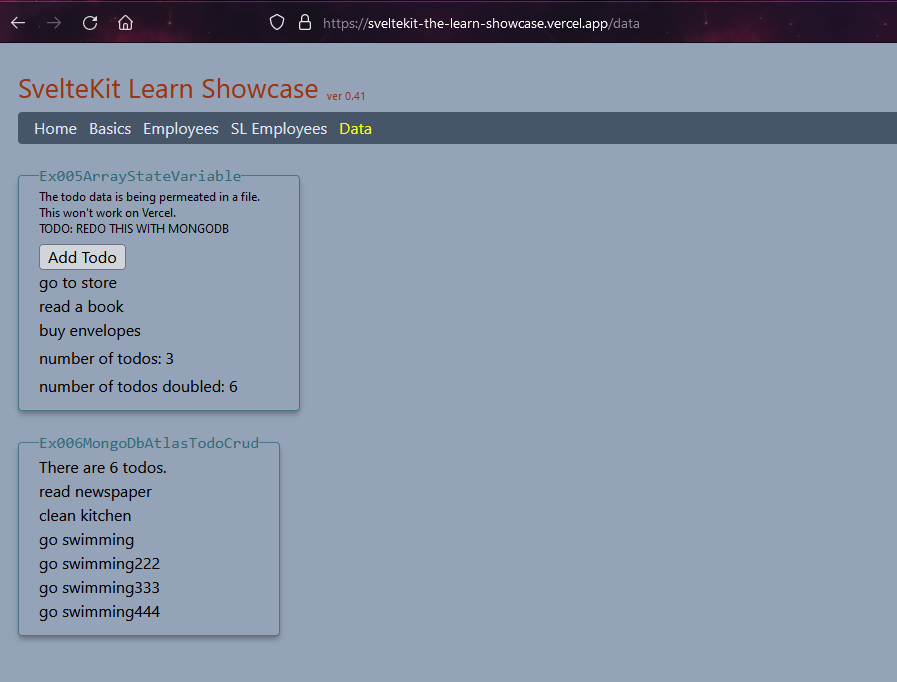 https://sveltekit-the-learn-showcase.vercel.app/data
SvelteKit Learn Showcase ver 0.41
Home Basics Employees SL Employees Data
Ex005ArrayStateVariable
The todo data is being permeated in a file.
This won't work on Vercel.
TODO: REDO THIS WITH MONGODB
Add Todo
go to store
read a book
buy envelopes
number of todos: 3
number of todos doubled: 6
Ex006MongoDbAtlasTodoCrud
There are 6 todos.
read newspaper
clean kitchen
go swimming
go swimming222
go swimming333
go swimming444